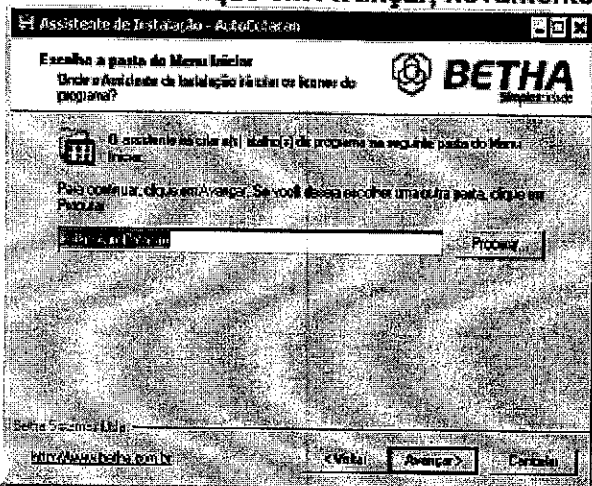 Assistente de Instalação - AutoCotacao
Escolha a pasta do Menu Iniciar
Onde o Assistente de Instalação irá criar os ícones do
programa?
BETHA
O assistente irá criar o(s) atalho(s) do programa na seguinte pasta do Menu
Iniciar.
Para continuar, clique em Avançar. Se você deseja escolher uma outra pasta, clique em
Procurar.
Procurar...
Betha Sistemas Ltda
http://www.betha.com.br
< Voltar
Avançar >
Cancelar